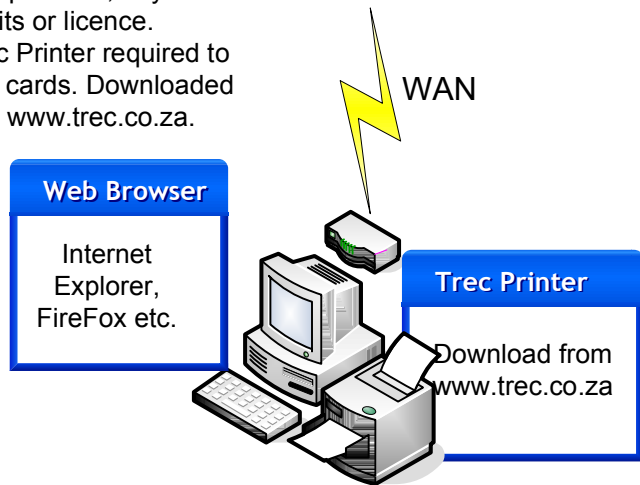 its or licence.
c Printer required to
cards. Downloaded
www.trec.co.za.
WAN
Web Browser
Internet
Explorer,
FireFox etc.
Trec Printer
Download from
www.trec.co.za